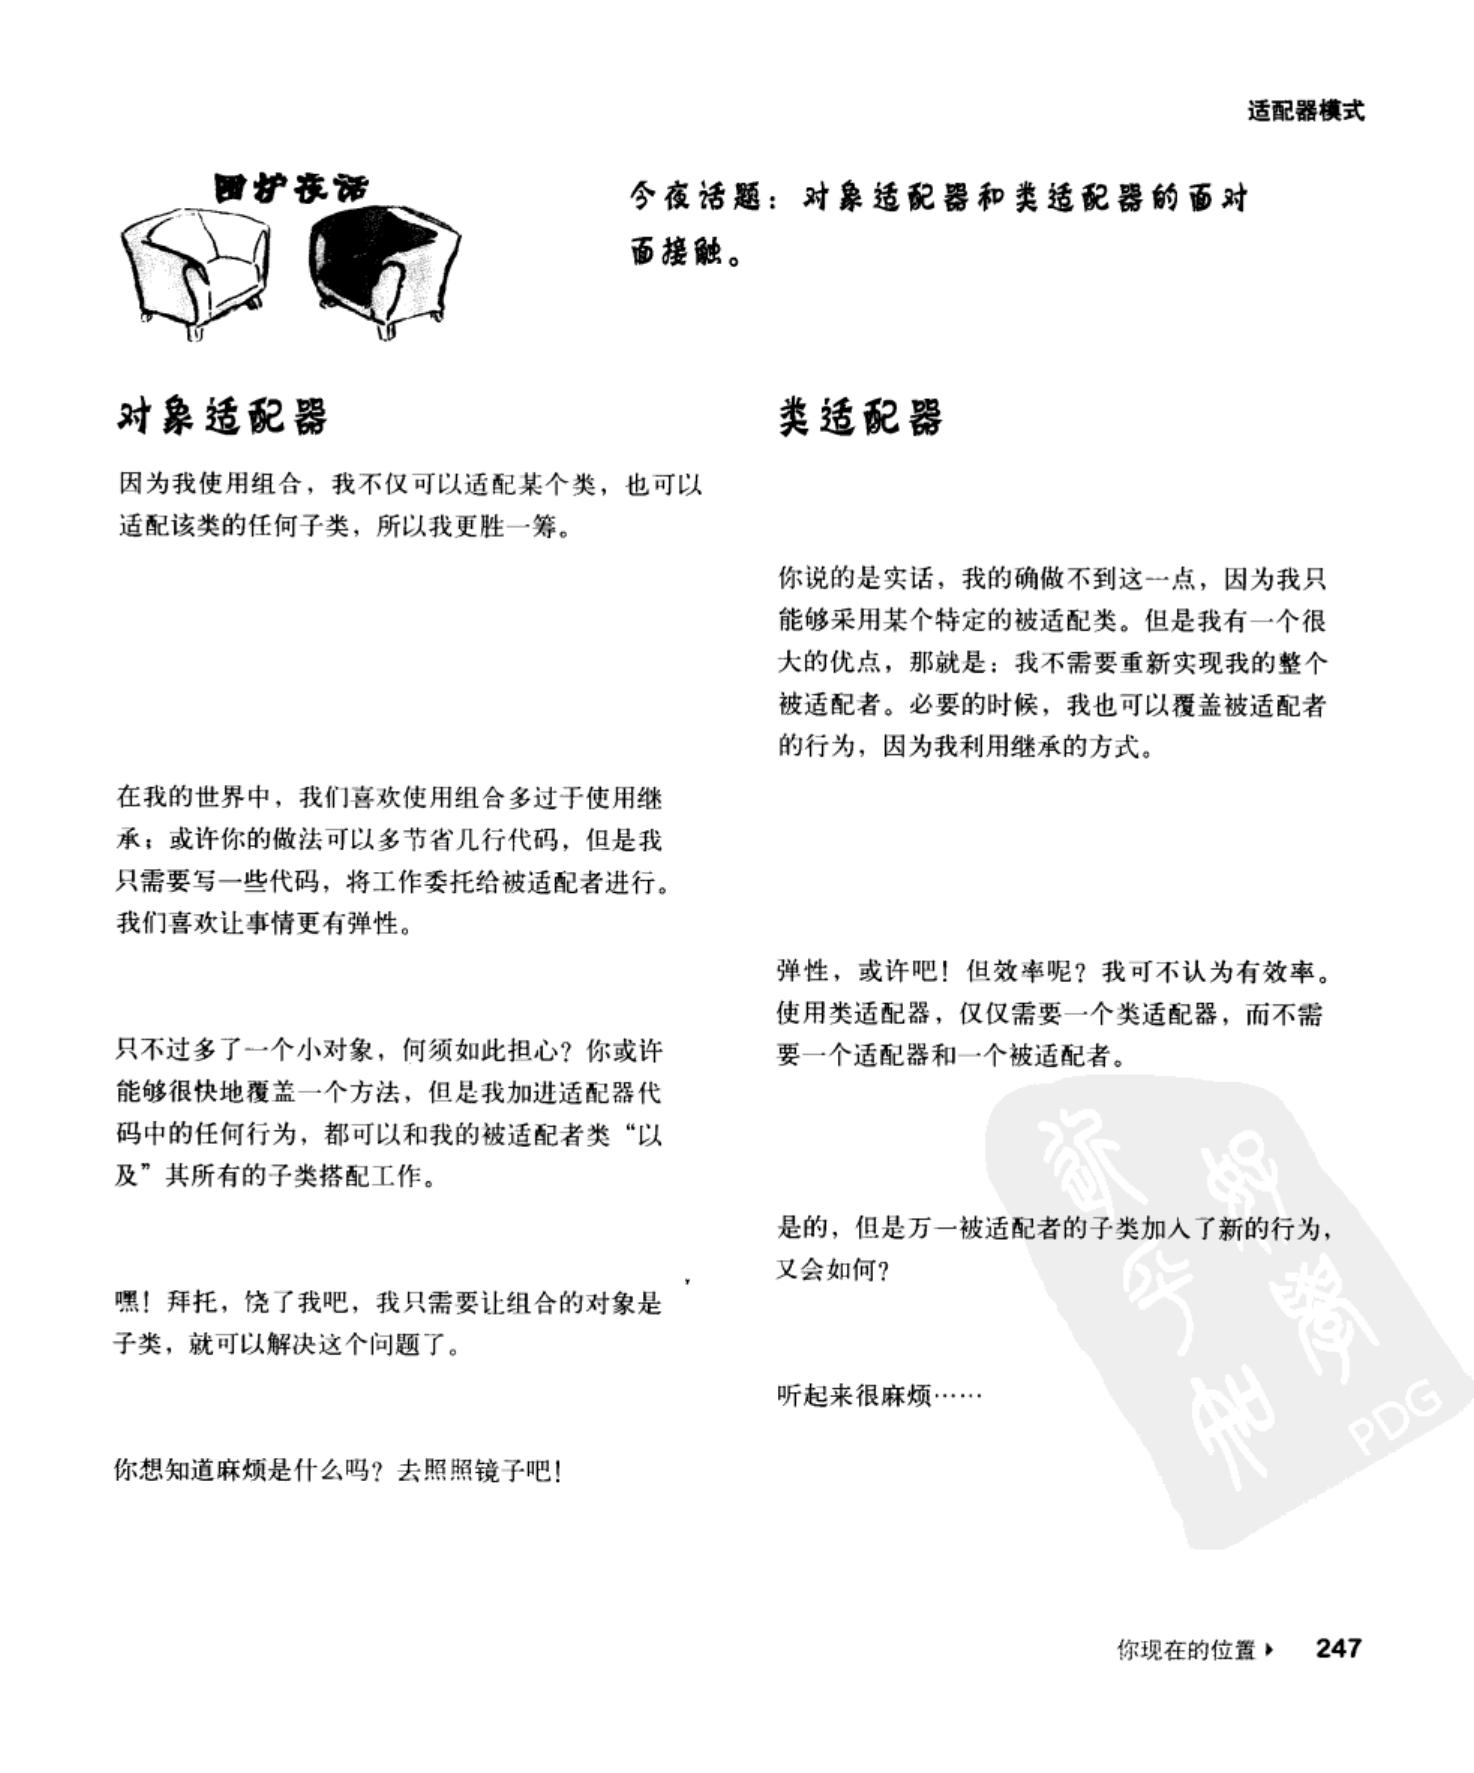 适配器模式
围炉夜话
今夜话题：对象适配器和类适配器的面对
面接触。
对象适配器
因为我使用组合，我不仅可以适配某个类，也可以
适配该类的任何子类，所以我更胜一筹。
在我的世界中，我们喜欢使用组合多过于使用继
承；或许你的做法可以多节省几行代码，但是我
只需要写一些代码，将工作委托给被适配者进行。
我们喜欢让事情更有弹性。
只不过多了一个小对象，何须如此担心？你或许
能够很快地覆盖一个方法，但是我加进适配器代
码中的任何行为，都可以和我的被适配者类“以
及”其所有的子类搭配工作。
嘿！拜托，饶了我吧，我只需要让组合的对象是
子类，就可以解决这个问题了。
你想知道麻烦是什么吗？去照照镜子吧！
类适配器
你说的是实话，我的确做不到这一点，因为我只
能够采用某个特定的被适配类。但是我有一个很
大的优点，那就是：我不需要重新实现我的整个
被适配者。必要的时候，我也可以覆盖被适配者
的行为，因为我利用继承的方式。
弹性，或许吧！但效率呢？我可不认为有效率。
使用类适配器，仅仅需要一个类适配器，而不需
要一个适配器和一个被适配者。
是的，但是万一被适配者的子类加入了新的行为，
又会如何？
听起来很麻烦……
PDG
你现在的位置 247